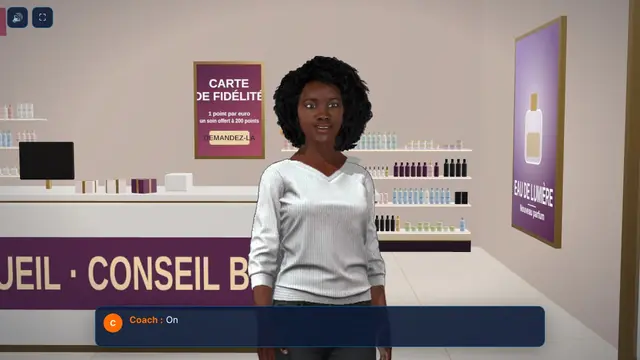 CARTE
DE FIDÉLITÉ
1 point par euro
un soin offert à 200 points
DEMANDEZ-LA
EAU DE LUMIÈRE
Nouveau parfum
UEIL · CONSEIL B
C
Coach : On